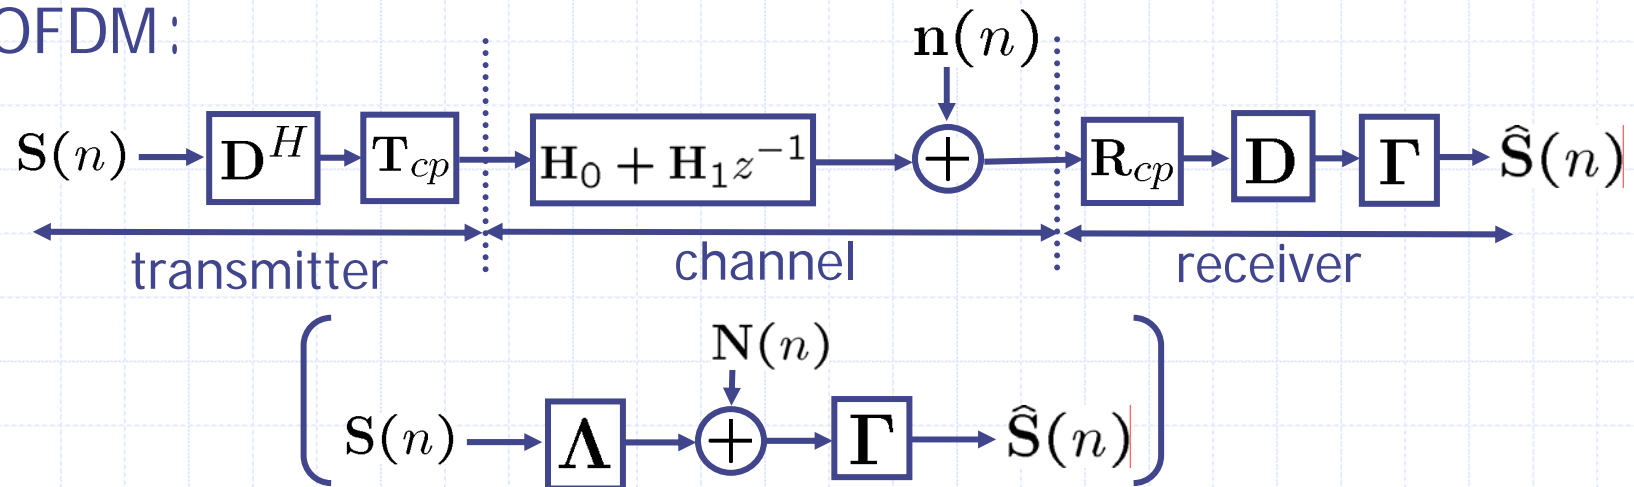 OFDM:
n(n)
S(n) D^H T_cp H_0 + H_1 z^{-1} + R_cp D Γ Ŝ(n)
transmitter channel receiver
N(n)
S(n) Λ + Γ Ŝ(n)